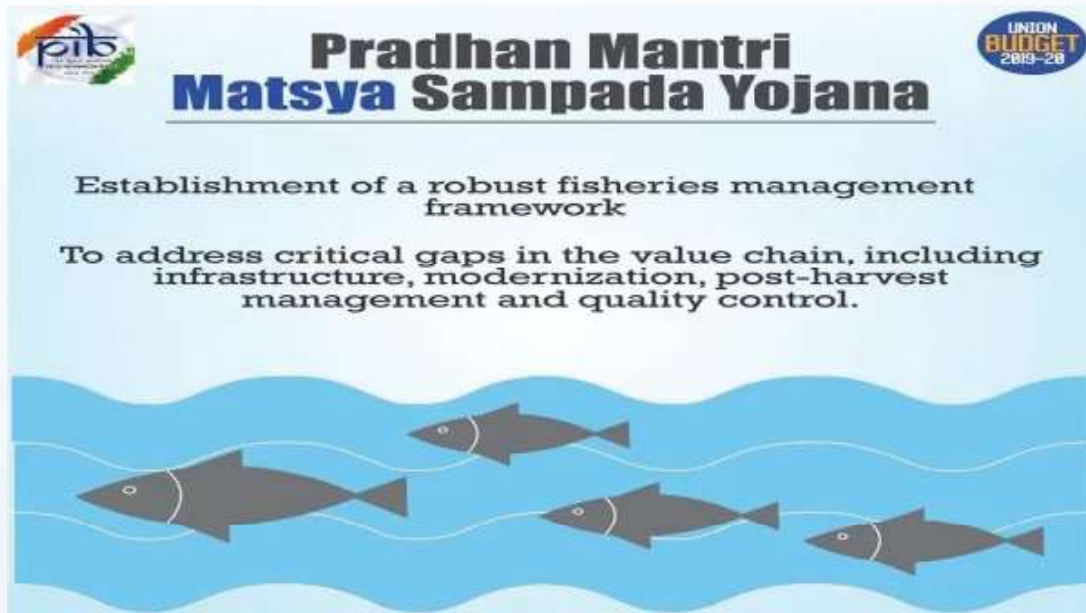 pib
UNION
BUDGET
2019-20
Pradhan Mantri
Matsya Sampada Yojana
Establishment of a robust fisheries management
framework
To address critical gaps in the value chain, including
infrastructure, modernization, post-harvest
management and quality control.